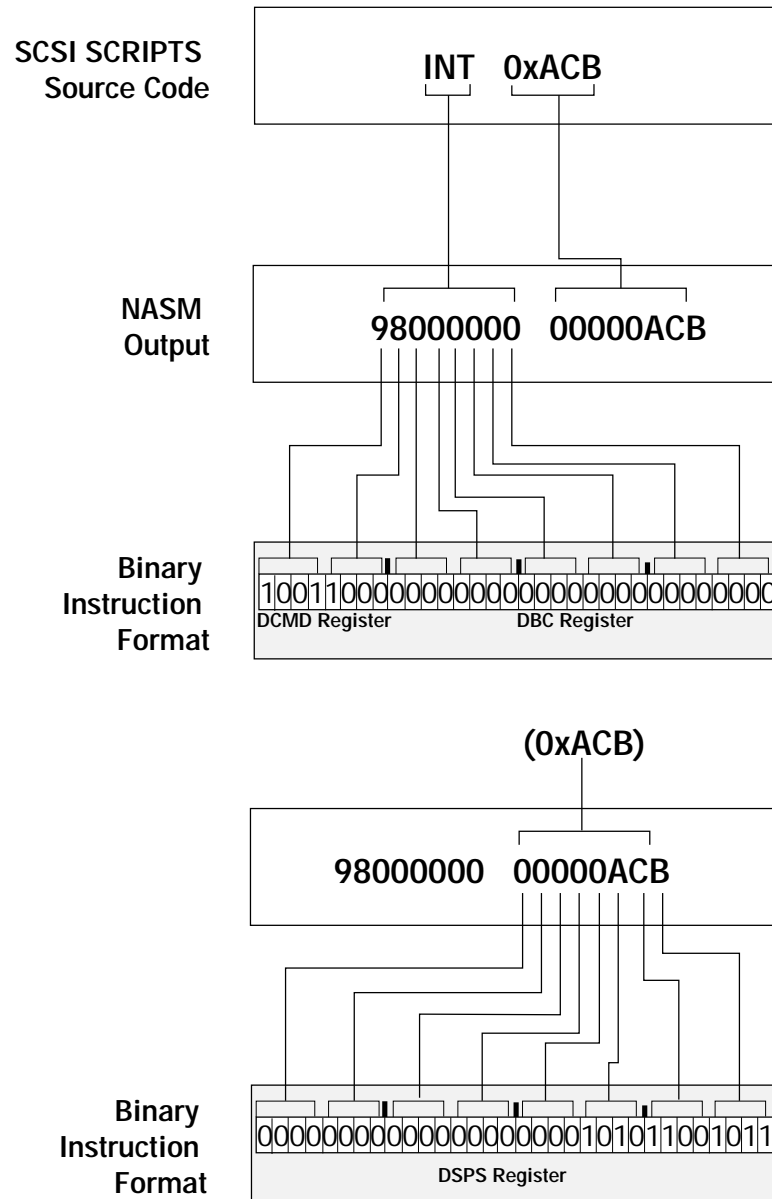 SCSI SCRIPTS
Source Code
INT 0xACB
NASM
Output
98000000 00000ACB
Binary
Instruction
Format
10011000000000000000000000000000
DCMD Register DBC Register
(0xACB)
98000000 00000ACB
Binary
Instruction
Format
00000000000000000000101011001011
DSPS Register